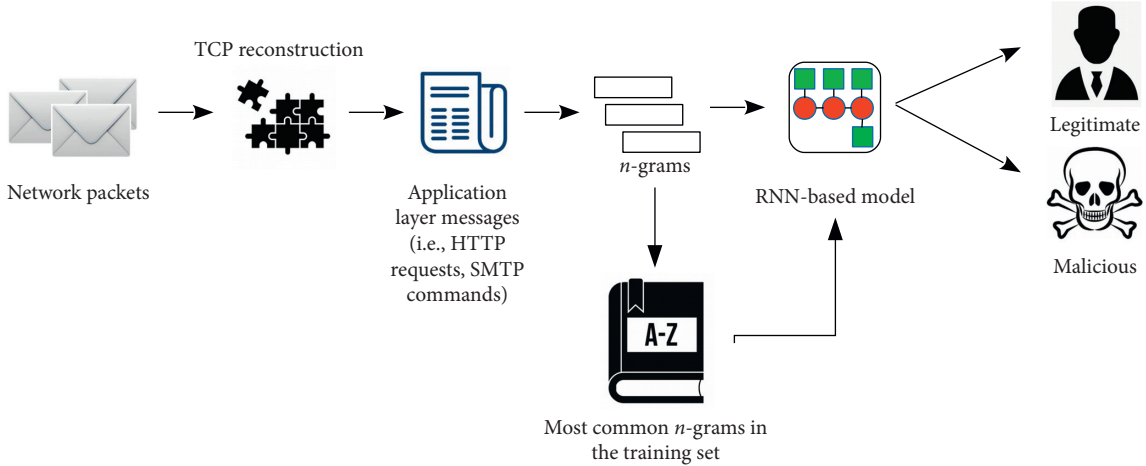 TCP reconstruction
Network packets
Application
layer messages
(i.e., HTTP
requests, SMTP
commands)
n-grams
RNN-based model
Legitimate
Malicious
A-Z
Most common n-grams in
the training set